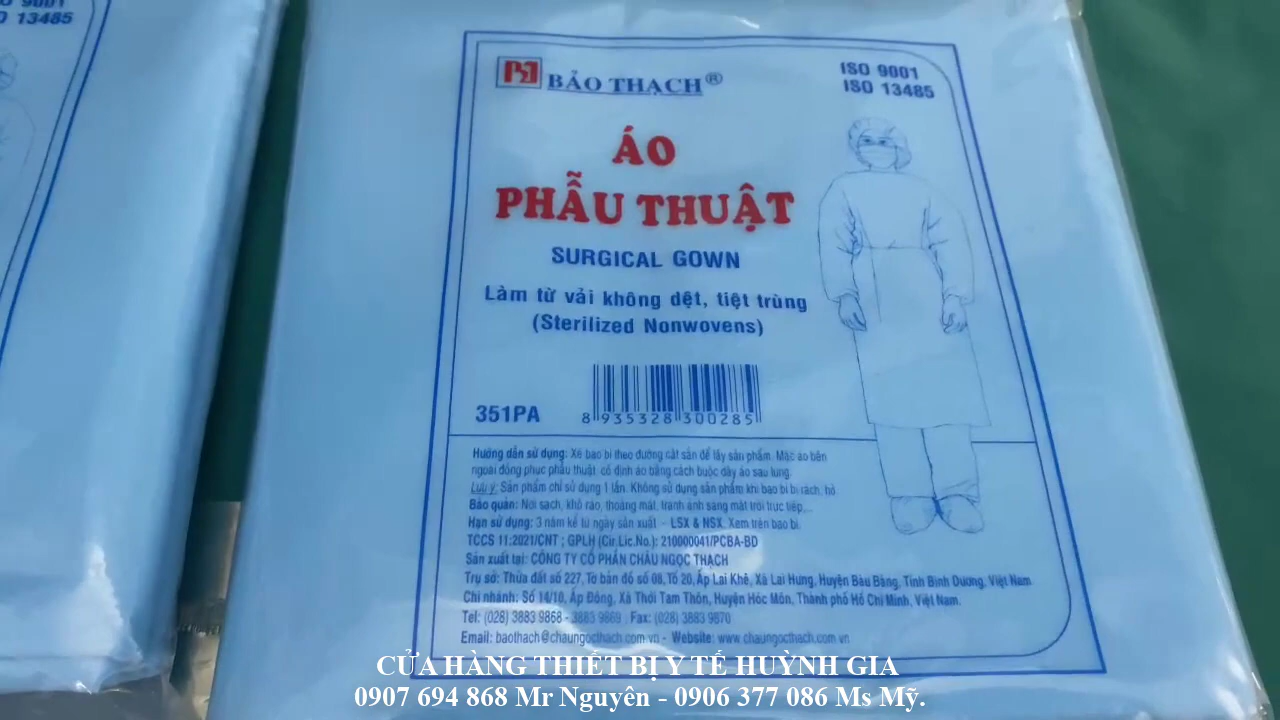 ISO 9001
ISO 13485
BẢO THẠCH®
ISO 9001
ISO 13485
ÁO
PHẪU THUẬT
SURGICAL GOWN
Làm từ vải không dệt, tiệt trùng
(Sterilized Nonwovens)
351PA
8 935328 300285
Hướng dẫn sử dụng: Xé bao bì theo đường cắt sẵn để lấy sản phẩm. Mặc áo bên
ngoài đồng phục phẫu thuật, cố định áo bằng cách buộc dây áo sau lưng.
Lưu ý: Sản phẩm chỉ sử dụng 1 lần. Không sử dụng sản phẩm khi bao bì bị rách, hở.
Bảo quản: Nơi sạch, khô ráo, thoáng mát, tránh ánh sáng mặt trời trực tiếp...
Hạn sử dụng: 3 năm kể từ ngày sản xuất - LSX & NSX: Xem trên bao bì.
TCCS 11:2021/CNT ; GPLH (Cir.Lic.No.): 210000041/PCBA-BD
Sản xuất tại: CÔNG TY CỔ PHẦN CHÂU NGỌC THẠCH
Trụ sở: Thửa đất số 227, Tờ bản đồ số 08, Tổ 20, Ấp Lai Khê, Xã Lai Hưng, Huyện Bàu Bàng, Tỉnh Bình Dương, Việt Nam
Chi nhánh: Số 14/10, Ấp Đông, Xã Thới Tam Thôn, Huyện Hóc Môn, Thành phố Hồ Chí Minh, Việt Nam.
Tel: (028) 3883 9868 - 3883 9869 . Fax: (028) 3883 9870
Email: baothach@chaungocthach.com.vn - Website: www.chaungocthach.com.vn
CỬA HÀNG THIẾT BỊ Y TẾ HUỲNH GIA
0907 694 868 Mr Nguyên - 0906 377 086 Ms Mỹ.